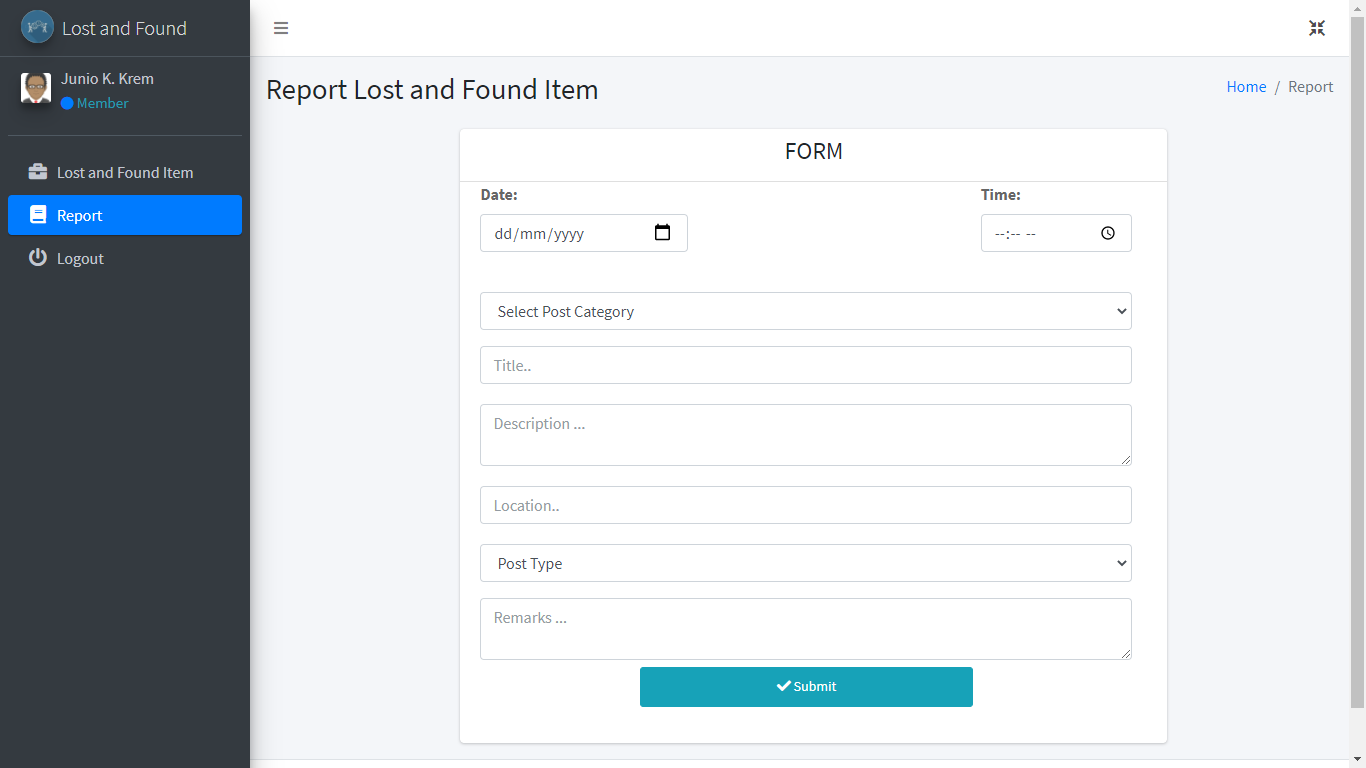 Lost and Found
Junio K. Krem
Member
Lost and Found Item
Report
Logout
Report Lost and Found Item
Home / Report
FORM
Date: Time:
dd/mm/yyyy --:-- --
Select Post Category
Title..
Description ...
Location..
Post Type
Remarks ...
Submit